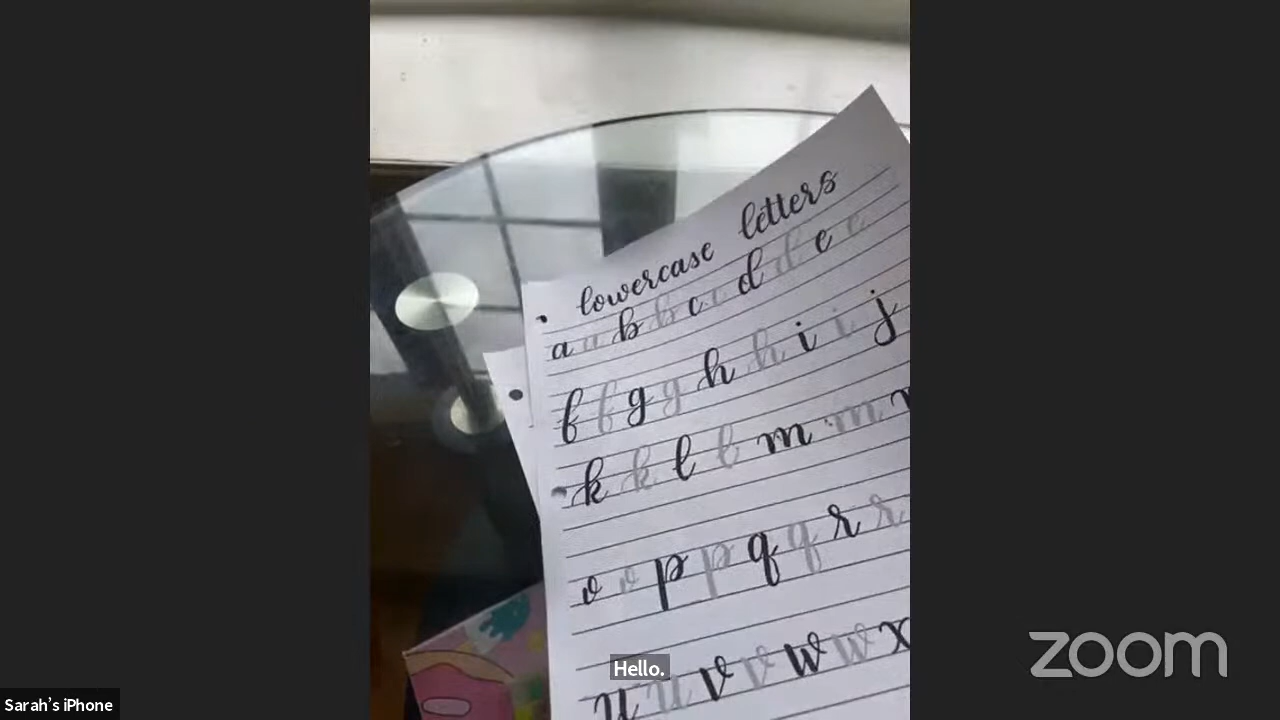 lowercase letters
a a b b c c d d e e
f f g g h h i i j
k k l l m m
o o p p q q r r
u u v v w w x
Hello.
zoom
Sarah's iPhone